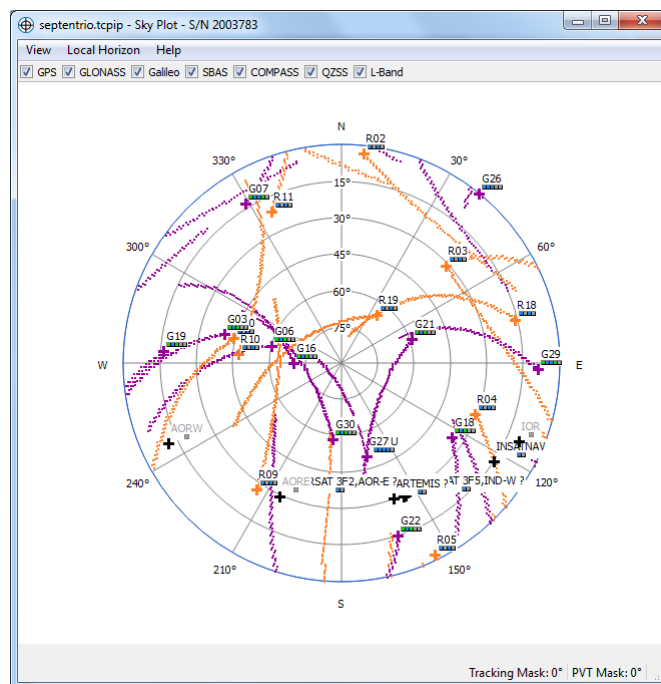 septentrio.tcpip - Sky Plot - S/N 2003783
View Local Horizon Help
GPS GLONASS Galileo SBAS COMPASS QZSS L-Band
N
R02
330°
30°
G07
15°
G26
R11
30°
300°
R03
60°
45°
60°
R19
R18
G03
75°
G21
G19
G06
R10
G16
G29
W
E
R04
AORW
G30
G18
IOR
G27 U
INSATNAV
240°
R09
AORE
SAT 3F2,AOR-E ?
ARTEMIS ?
AT 3F5,IND-W ?
120°
G22
R05
210°
150°
S
Tracking Mask: 0° PVT Mask: 0°